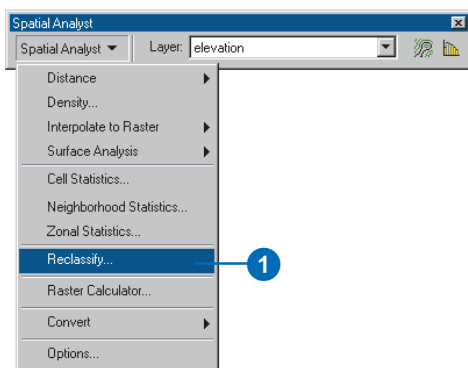 Spatial Analyst
Spatial Analyst Layer: elevation
Distance
Density...
Interpolate to Raster
Surface Analysis
Cell Statistics...
Neighborhood Statistics...
Zonal Statistics...
Reclassify...
1
Raster Calculator...
Convert
Options...